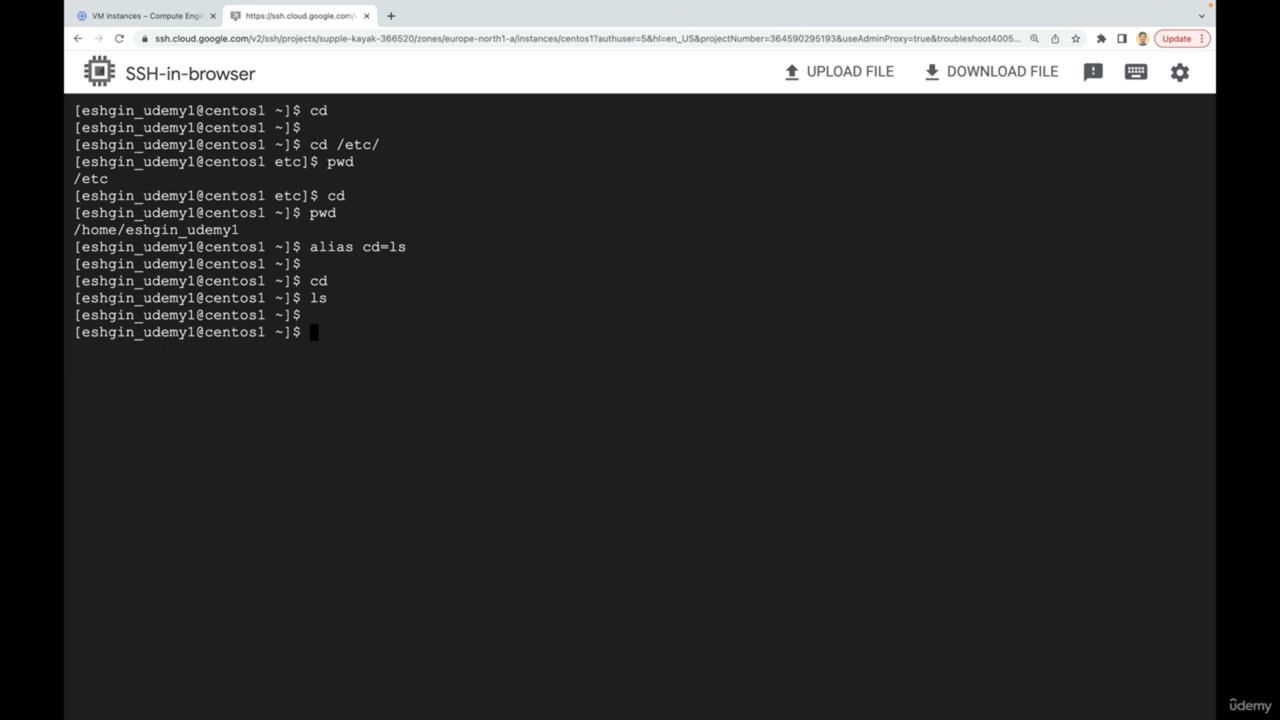 VM instances – Compute Engi
https://ssh.cloud.google.com/v
ssh.cloud.google.com/v2/ssh/projects/supple-kayak-366520/zones/europe-north1-a/instances/centos1?authuser=5&hl=en_US&projectNumber=364590295193&useAdminProxy=true&troubleshoot4005...
Update
SSH-in-browser
UPLOAD FILE
DOWNLOAD FILE
[eshgin_udemy1@centos1 ~]$ cd
[eshgin_udemy1@centos1 ~]$
[eshgin_udemy1@centos1 ~]$ cd /etc/
[eshgin_udemy1@centos1 etc]$ pwd
/etc
[eshgin_udemy1@centos1 etc]$ cd
[eshgin_udemy1@centos1 ~]$ pwd
/home/eshgin_udemy1
[eshgin_udemy1@centos1 ~]$ alias cd=ls
[eshgin_udemy1@centos1 ~]$
[eshgin_udemy1@centos1 ~]$ cd
[eshgin_udemy1@centos1 ~]$ ls
[eshgin_udemy1@centos1 ~]$
[eshgin_udemy1@centos1 ~]$
udemy